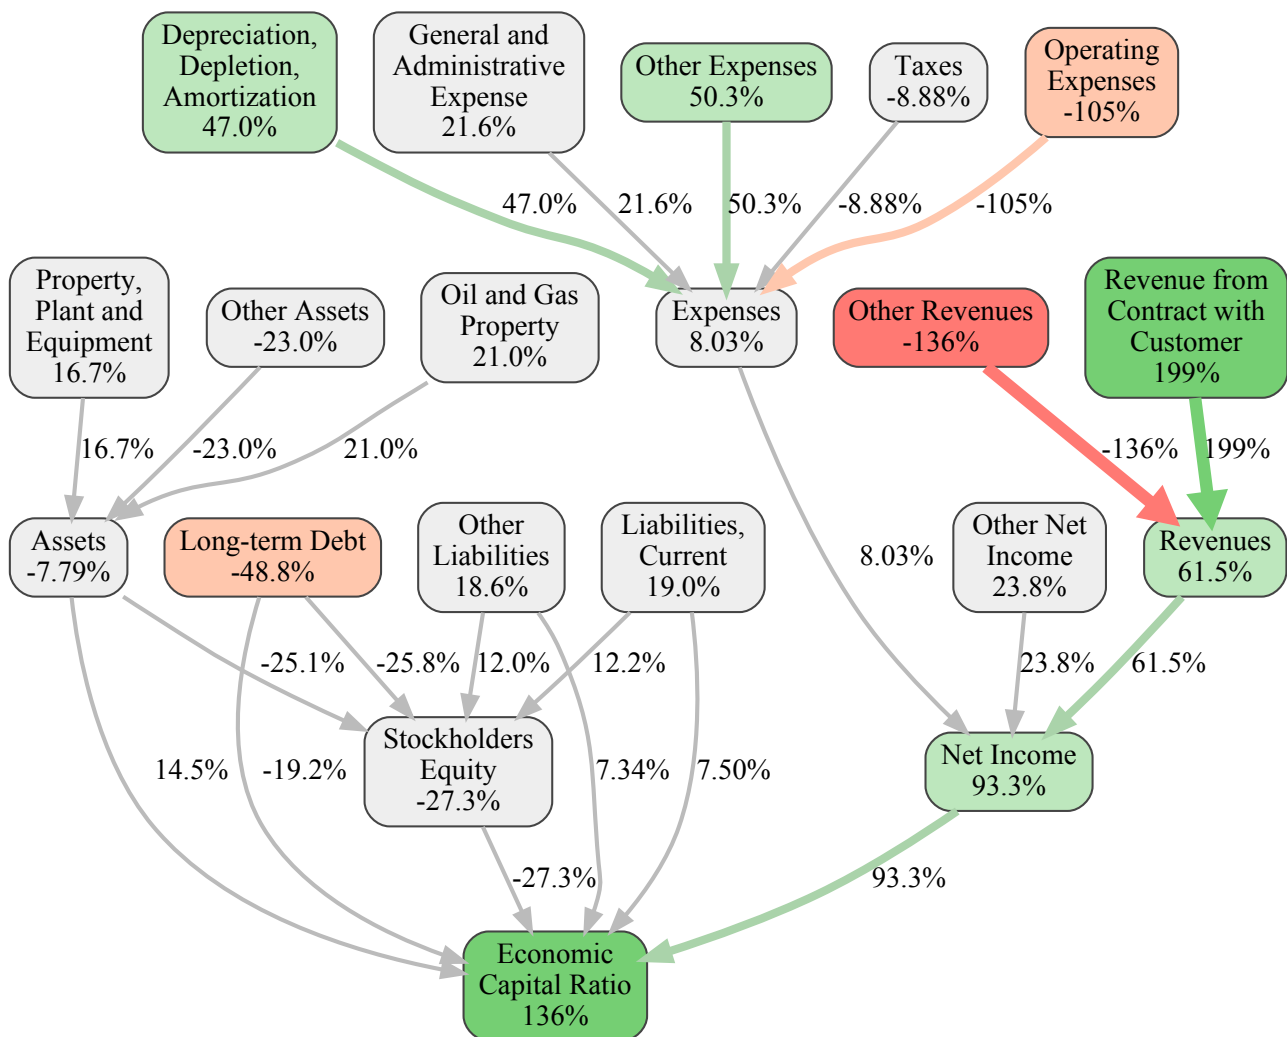 Depreciation,
Depletion,
Amortization
47.0%
General and
Administrative
Expense
21.6%
Other Expenses
50.3%
Taxes
-8.88%
Operating
Expenses
-105%
47.0%
21.6%
50.3%
-8.88%
-105%
Property,
Plant and
Equipment
16.7%
Other Assets
-23.0%
Oil and Gas
Property
21.0%
Expenses
8.03%
Other Revenues
-136%
Revenue from
Contract with
Customer
199%
16.7%
-23.0%
21.0%
-136%
199%
Assets
-7.79%
Long-term Debt
-48.8%
Other
Liabilities
18.6%
Liabilities,
Current
19.0%
8.03%
Other Net
Income
23.8%
Revenues
61.5%
-25.1%
-25.8%
12.0%
12.2%
23.8%
61.5%
Stockholders
Equity
-27.3%
14.5%
-19.2%
7.34%
7.50%
Net Income
93.3%
-27.3%
93.3%
Economic
Capital Ratio
136%